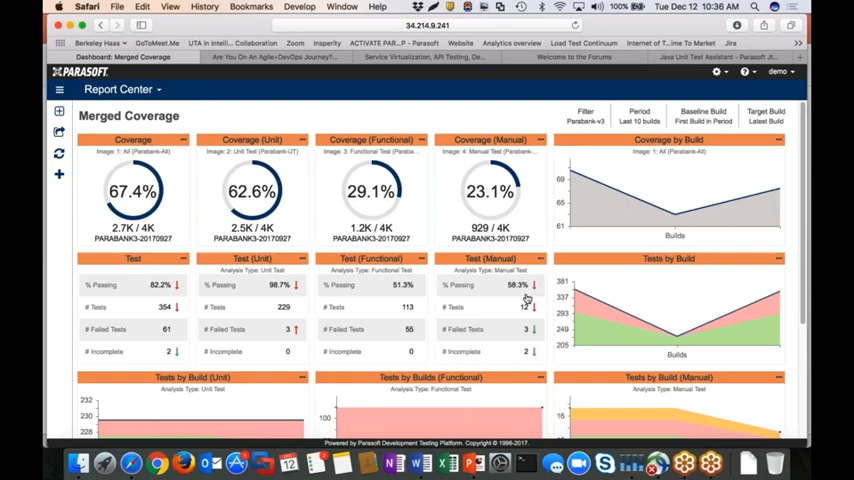 Safari File Edit View History Bookmarks Develop Window Help 100% Tue Dec 12 10:36 AM
34.214.9.241
Berkeley Haas GoToMeet.Me UTA in Intell... Collaboration Zoom Insperity ACTIVATE PAR...P - Parasoft Website Analytics overview Load Test Continuum Internet of T...ime To Market Jira
Dashboard: Merged Coverage Are You On An Agile+DevOps Journey?... Service Virtualization, API Testing, De... Welcome to the Forums Java Unit Test Assistant - Parasoft Jt...
PARASOFT. demo
Report Center
Merged Coverage
Filter Period Baseline Build Target Build
Parabank-v3 Last 10 builds First Build in Period Latest Build
Coverage Coverage (Unit) Coverage (Functional) Coverage (Manual) Coverage by Build
Image: 1: All (Parabank-All) Image: 2: Unit Test (Parabank-UT) Image: 3: Functional Test (Paraba... Image: 4: Manual Test (Parabank-... Image: 1: All (Parabank-All)
67.4% 62.6% 29.1% 23.1%
69
65
61
Builds
2.7K / 4K 2.5K / 4K 1.2K / 4K 929 / 4K
PARABANK3-20170927 PARABANK3-20170927 PARABANK3-20170927 PARABANK3-20170927
Test Test (Unit) Test (Functional) Test (Manual) Tests by Build
Analysis Type: Unit Test Analysis Type: Functional Test Analysis Type: Manual Test
% Passing 82.2% % Passing 98.7% % Passing 51.3% % Passing 58.3%
# Tests 354 # Tests 229 # Tests 113 # Tests 12
# Failed Tests 61 # Failed Tests 3 # Failed Tests 55 # Failed Tests 3
# Incomplete 2 # Incomplete 0 # Incomplete 0 # Incomplete 2
381
337
293
249
205
Builds
Tests by Build (Unit) Tests by Builds (Functional) Tests by Build (Manual)
Analysis Type: Unit Test Analysis Type: Functional Test Analysis Type: Manual Test
232
230
228
100
16
14
Powered by Parasoft Development Testing Platform. Copyright © 1996-2017.